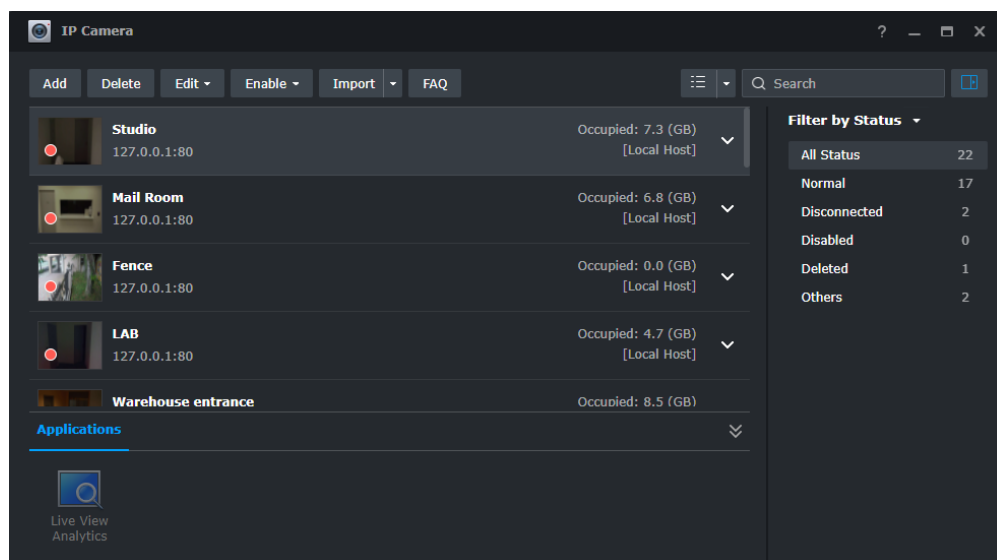 IP Camera
?
Add Delete Edit Enable Import FAQ Search
Studio
127.0.0.1:80
Occupied: 7.3 (GB)
[Local Host]
Mail Room
127.0.0.1:80
Occupied: 6.8 (GB)
[Local Host]
Fence
127.0.0.1:80
Occupied: 0.0 (GB)
[Local Host]
LAB
127.0.0.1:80
Occupied: 4.7 (GB)
[Local Host]
Warehouse entrance
Occupied: 8.5 (GB)
Filter by Status
All Status 22
Normal 17
Disconnected 2
Disabled 0
Deleted 1
Others 2
Applications
Live View
Analytics